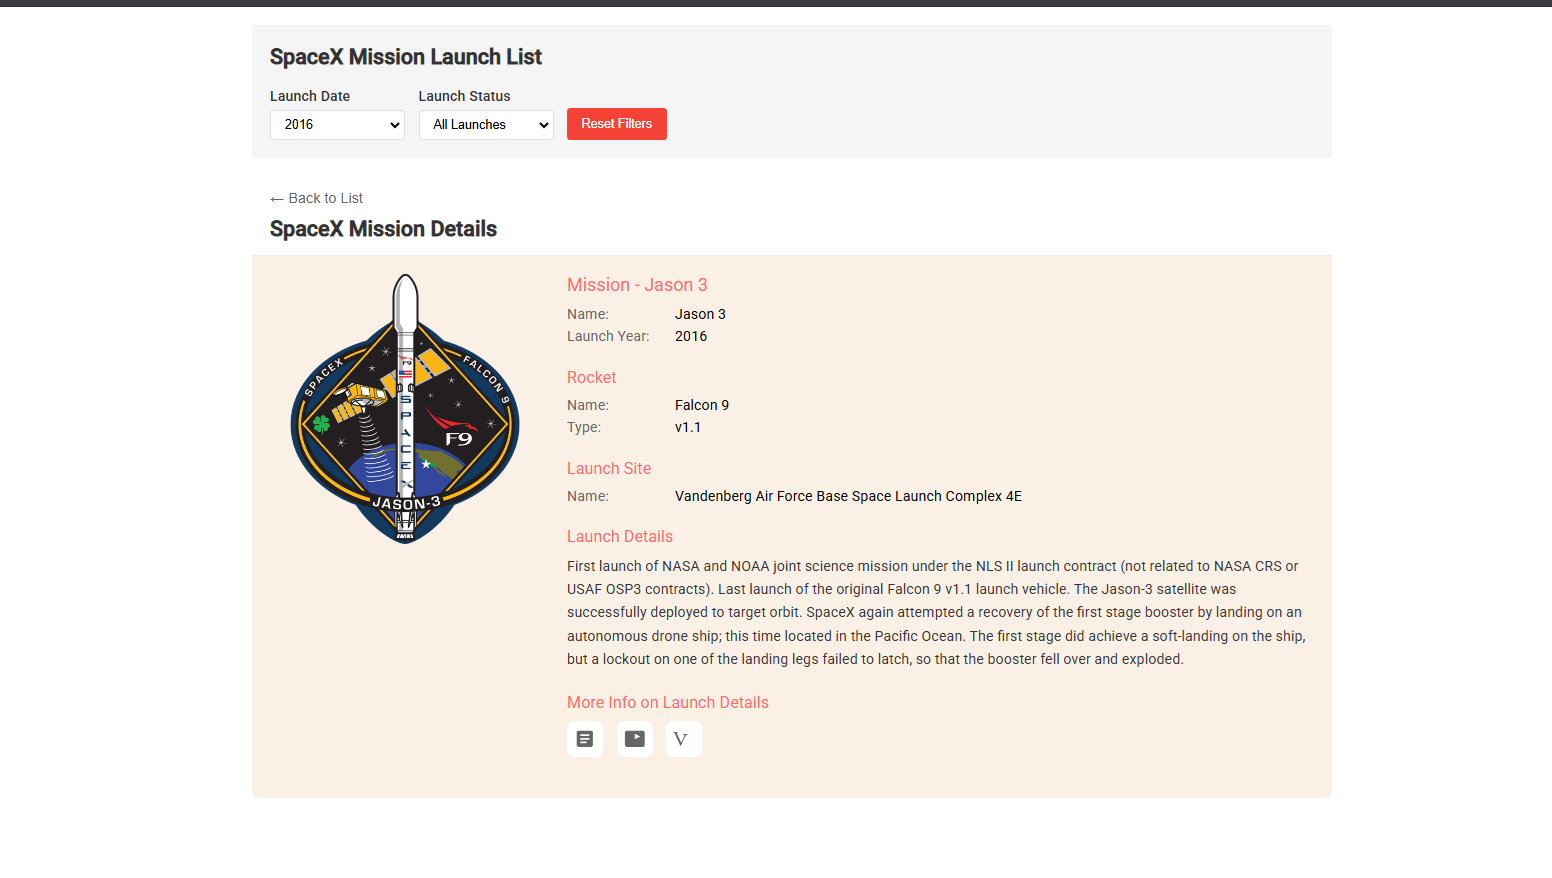 SpaceX Mission Launch List
Launch Date
Launch Status
2016
All Launches
Reset Filters
← Back to List
SpaceX Mission Details
SPACEX
FALCON 9
F9
SPACEX
F9
JASON-3
Mission - Jason 3
Name: Jason 3
Launch Year: 2016
Rocket
Name: Falcon 9
Type: v1.1
Launch Site
Name: Vandenberg Air Force Base Space Launch Complex 4E
Launch Details
First launch of NASA and NOAA joint science mission under the NLS II launch contract (not related to NASA CRS or
USAF OSP3 contracts). Last launch of the original Falcon 9 v1.1 launch vehicle. The Jason-3 satellite was
successfully deployed to target orbit. SpaceX again attempted a recovery of the first stage booster by landing on an
autonomous drone ship; this time located in the Pacific Ocean. The first stage did achieve a soft-landing on the ship,
but a lockout on one of the landing legs failed to latch, so that the booster fell over and exploded.
More Info on Launch Details
V